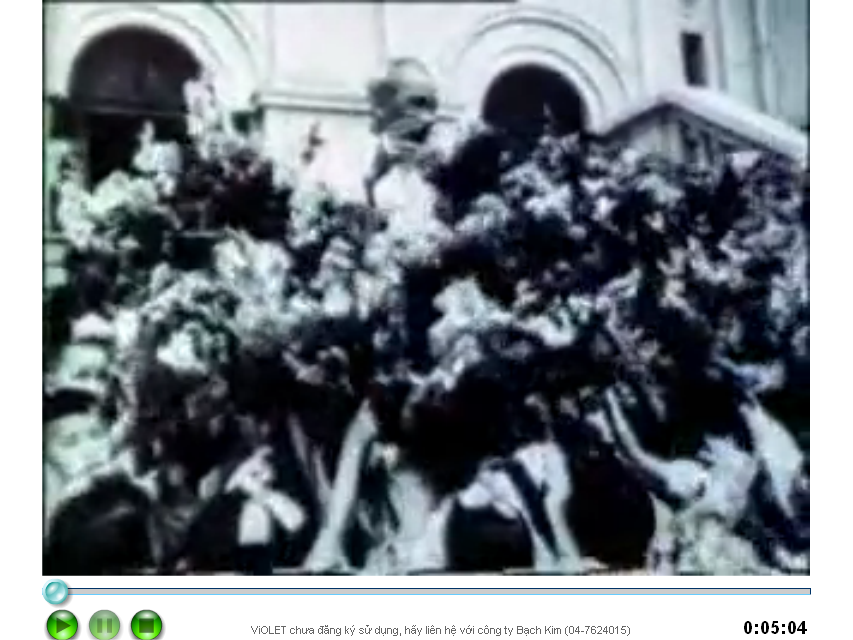 ViOLET chưa đăng ký sử dụng, hãy liên hệ với công ty Bạch Kim (04-7624015)
0:05:04